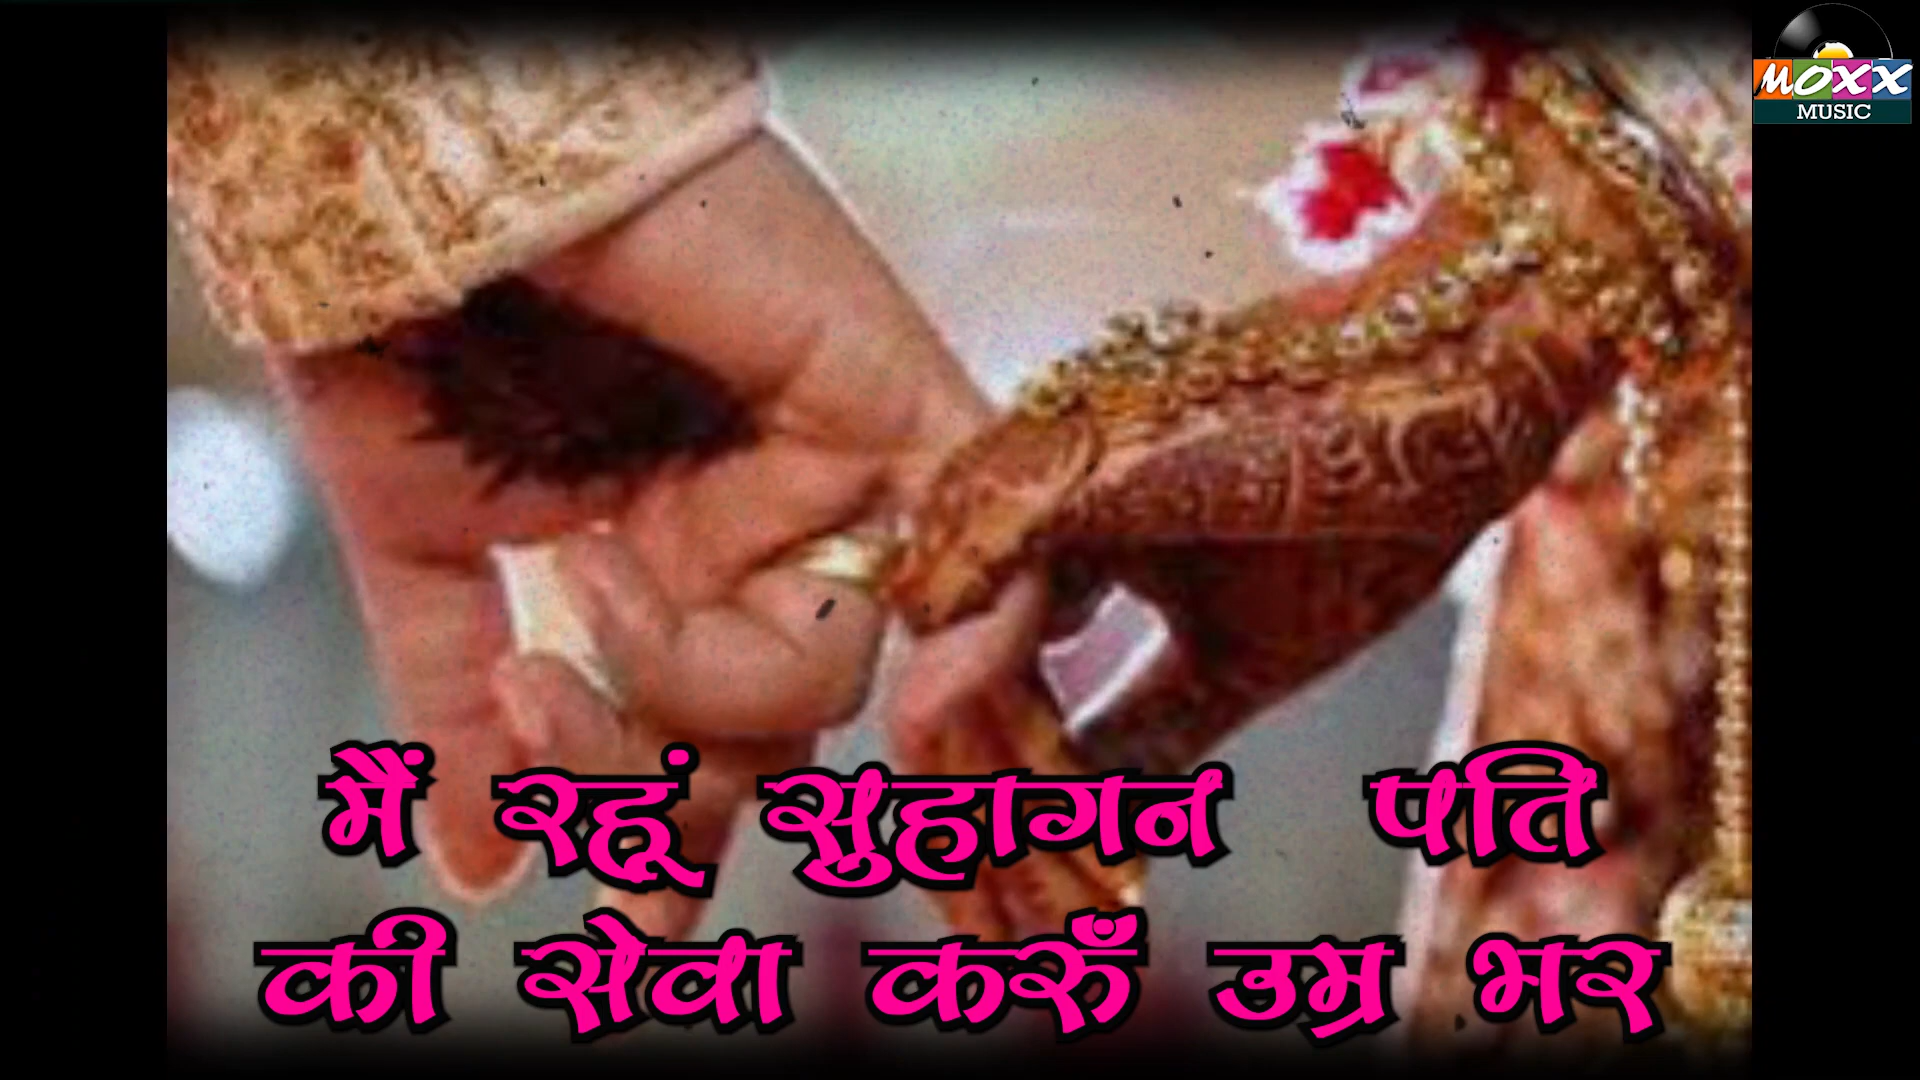 MOXX
MUSIC
मैं रहूं सुहागन पति
की सेवा करुँ उम्र भर